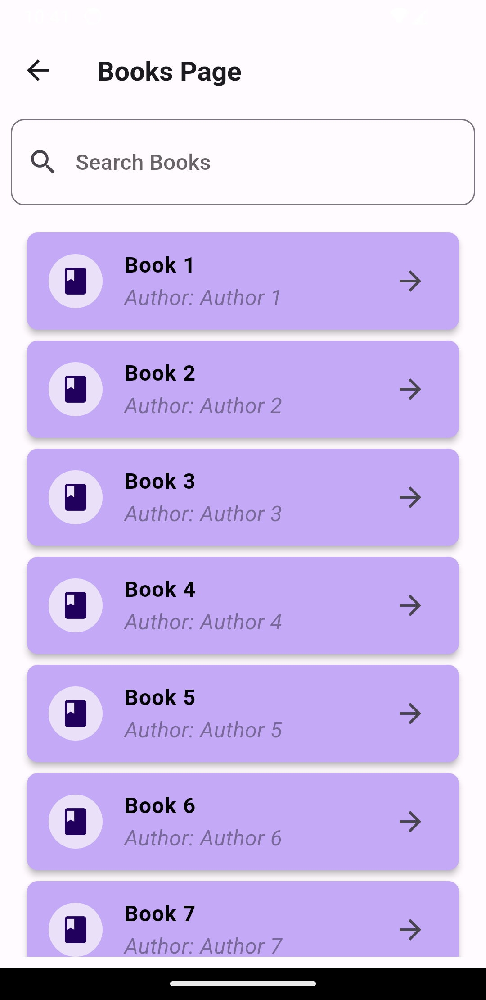 Books Page
Search Books
Book 1
Author: Author 1
Book 2
Author: Author 2
Book 3
Author: Author 3
Book 4
Author: Author 4
Book 5
Author: Author 5
Book 6
Author: Author 6
Book 7
Author: Author 7